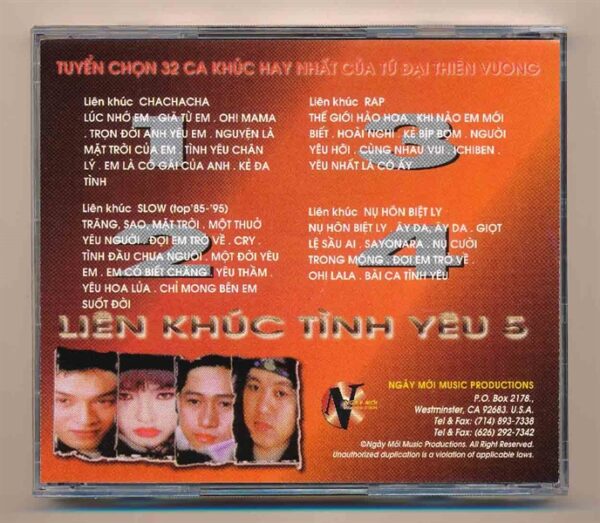 TUYỂN CHỌN 32 CA KHÚC HAY NHẤT CỦA TỨ ĐẠI THIÊN VƯƠNG
1
Liên khúc CHACHACHA
LÚC NHỚ EM . GIÃ TỪ EM . OH! MAMA
. TRỌN ĐỜI ANH YÊU EM . NGUYỆN LÀ
MẶT TRỜI CỦA EM . TÌNH YÊU CHÂN
LÝ . EM LÀ CÔ GÁI CỦA ANH . KẺ ĐA
TÌNH
3
Liên khúc RAP
THẾ GIỚI HÀO HOA . KHI NÀO EM MỚI
BIẾT . HOÀI NGHI . KẺ BỊP BỢM . NGƯỜI
YÊU HỠI . CÙNG NHAU VUI . ICHIBEN .
YÊU NHẤT LÀ CÔ ẤY
2
Liên khúc SLOW (top'85-'95)
TRĂNG, SAO, MẶT TRỜI . MỘT THUỞ
YÊU NGƯỜI . ĐỢI EM TRỞ VỀ . CRY .
TÌNH ĐẦU CHƯA NGUÔI . MỘT ĐỜI YÊU
EM . EM CÓ BIẾT CHĂNG . YÊU THẦM .
YÊU HOA LÚA . CHỈ MONG BÊN EM
SUỐT ĐỜI
4
Liên khúc NỤ HÔN BIỆT LY
NỤ HÔN BIỆT LY . ÂY DA, ÂY DA . GIỌT
LỆ SẦU AI . SAYONARA . NỤ CƯỜI
TRONG MỘNG . ĐỢI EM TRỞ VỀ .
OH! LALA . BÀI CA TÌNH YÊU
LIÊN KHÚC TÌNH YÊU 5
N
NGÀY MỚI
NGÀY MỚI MUSIC PRODUCTIONS
P.O. Box 2178.,
Westminster, CA 92683. U.S.A.
Tel & Fax: (714) 893-7338
Tel & Fax: (626) 292-7342
©Ngày Mới Music Productions. All Right Reserved.
Unauthorized duplication is a violation of applicable laws.